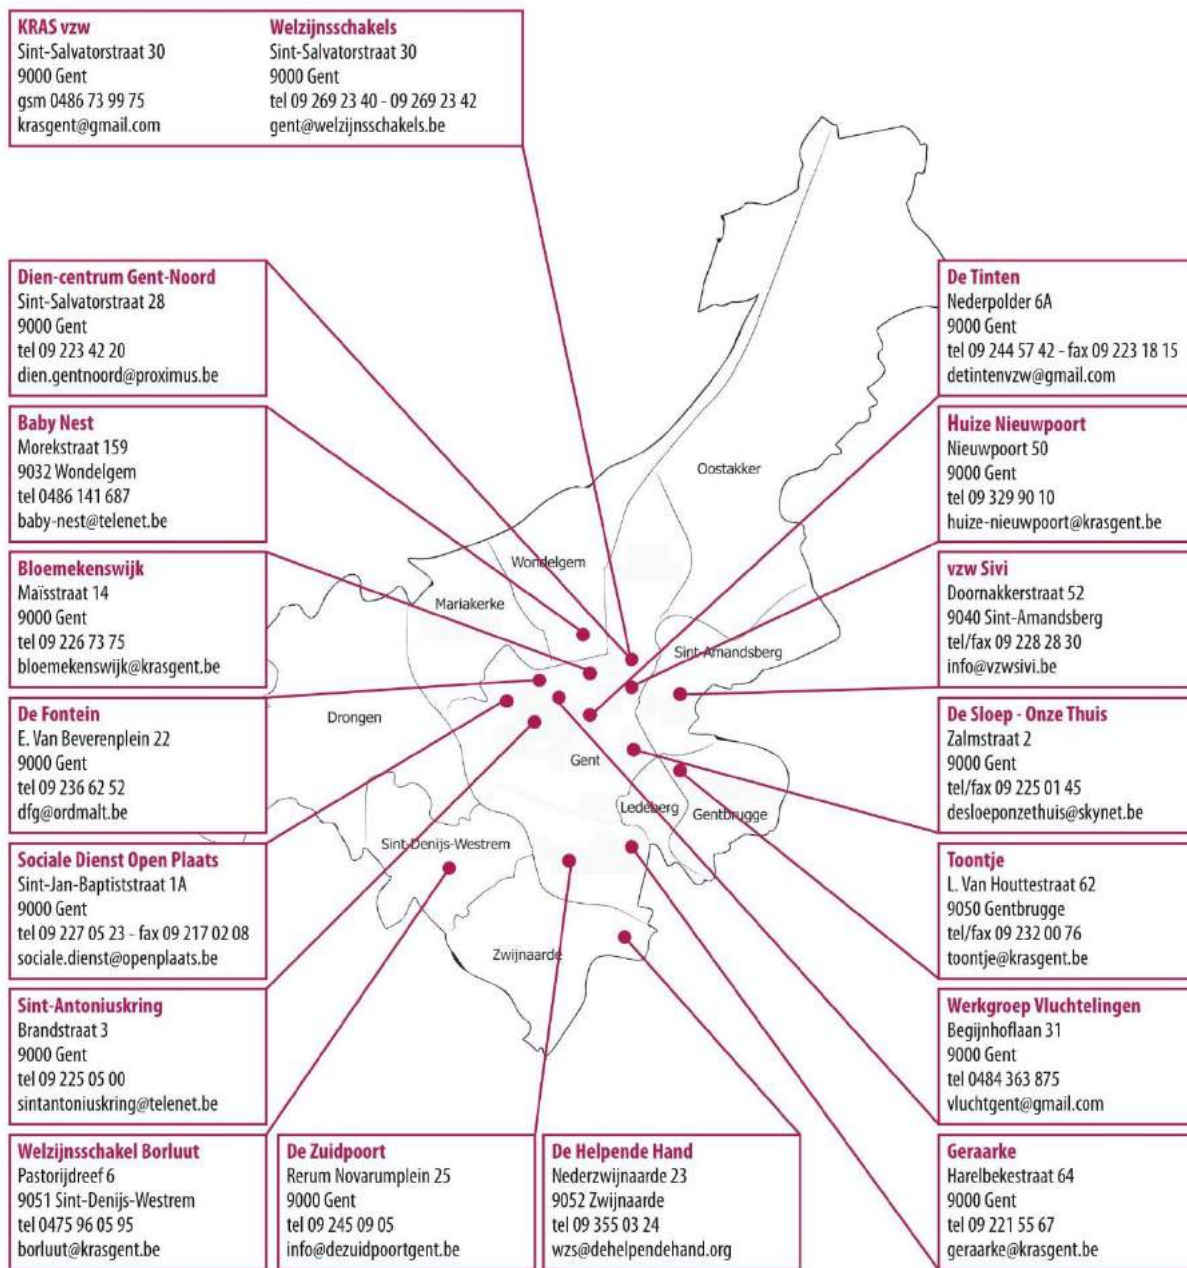 KRAS vzw
Sint-Salvatorstraat 30
9000 Gent
gsm 0486 73 99 75
krasgent@gmail.com
Welzijnsschakels
Sint-Salvatorstraat 30
9000 Gent
tel 09 269 23 40 - 09 269 23 42
gent@welzijnsschakels.be
Dien-centrum Gent-Noord
Sint-Salvatorstraat 28
9000 Gent
tel 09 223 42 20
dien.gentnoord@proximus.be
Baby Nest
Morekstraat 159
9032 Wondelgem
tel 0486 141 687
baby-nest@telenet.be
Bloemekenswijk
Maïsstraat 14
9000 Gent
tel 09 226 73 75
bloemekenswijk@krasgent.be
De Fontein
E. Van Beverenplein 22
9000 Gent
tel 09 236 62 52
dfg@ordmalt.be
Sociale Dienst Open Plaats
Sint-Jan-Baptiststraat 1A
9000 Gent
tel 09 227 05 23 - fax 09 217 02 08
sociale.dienst@openplaats.be
Sint-Antoniuskring
Brandstraat 3
9000 Gent
tel 09 225 05 00
sintantoniuskring@telenet.be
Welzijnsschakel Borluut
Pastorijdreef 6
9051 Sint-Denijs-Westrem
tel 0475 96 05 95
borluut@krasgent.be
De Zuidpoort
Rerum Novarumplein 25
9000 Gent
tel 09 245 09 05
info@dezuidpoortgent.be
De Helpende Hand
Nederzwijnaarde 23
9052 Zwijnaarde
tel 09 355 03 24
wzs@dehelpendehand.org
Oostakker
Wondelgem
Mariakerke
Sint-Amandsberg
Drongen
Gent
Ledeberg
Gentbrugge
Sint-Denijs-Westrem
Zwijnaarde
De Tinten
Nederpolder 6A
9000 Gent
tel 09 244 57 42 - fax 09 223 18 15
detintenvzw@gmail.com
Huize Nieuwpoort
Nieuwpoort 50
9000 Gent
tel 09 329 90 10
huize-nieuwpoort@krasgent.be
vzw Sivi
Doornakkerstraat 52
9040 Sint-Amandsberg
tel/fax 09 228 28 30
info@vzwsivi.be
De Sloep - Onze Thuis
Zalmstraat 2
9000 Gent
tel/fax 09 225 01 45
desloeponzethuis@skynet.be
Toontje
L. Van Houttestraat 62
9050 Gentbrugge
tel/fax 09 232 00 76
toontje@krasgent.be
Werkgroep Vluchtelingen
Begijnhoflaan 31
9000 Gent
tel 0484 363 875
vluchtgent@gmail.com
Geraarke
Harelbekestraat 64
9000 Gent
tel 09 221 55 67
geraarke@krasgent.be